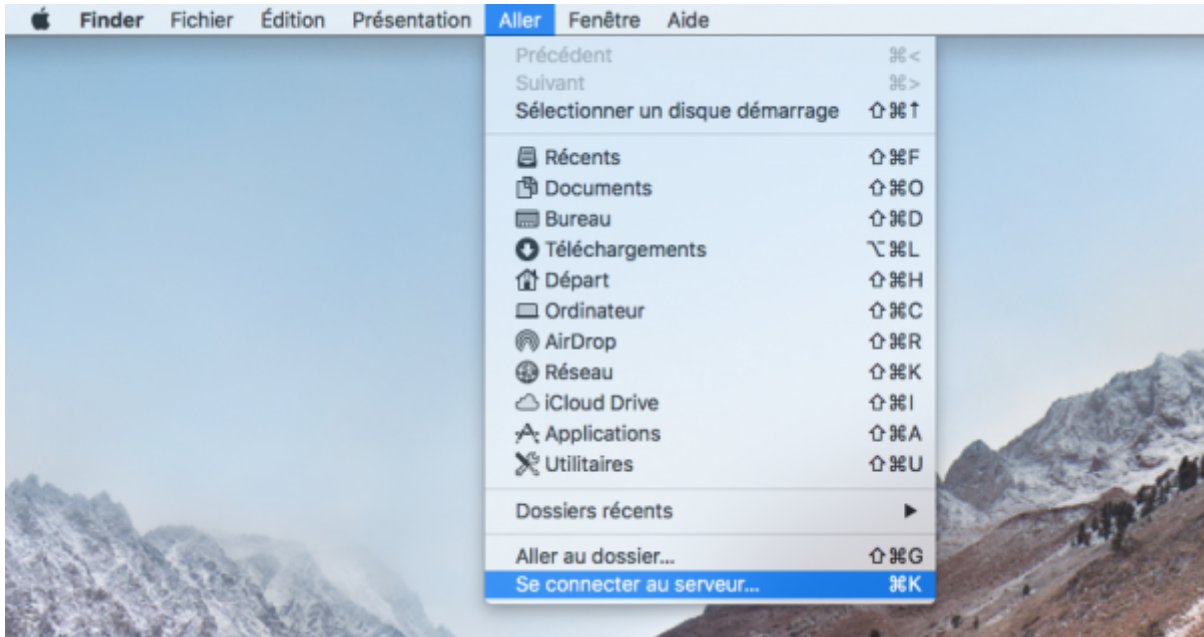 Finder Fichier Édition Présentation Aller Fenêtre Aide
Précédent ⌘<
Suivant ⌘>
Sélectionner un disque démarrage ⇧⌘↑
Récents ⇧⌘F
Documents ⇧⌘O
Bureau ⇧⌘D
Téléchargements ⌥⌘L
Départ ⇧⌘H
Ordinateur ⇧⌘C
AirDrop ⇧⌘R
Réseau ⇧⌘K
iCloud Drive ⇧⌘I
Applications ⇧⌘A
Utilitaires ⇧⌘U
Dossiers récents ▶
Aller au dossier... ⇧⌘G
Se connecter au serveur... ⌘K